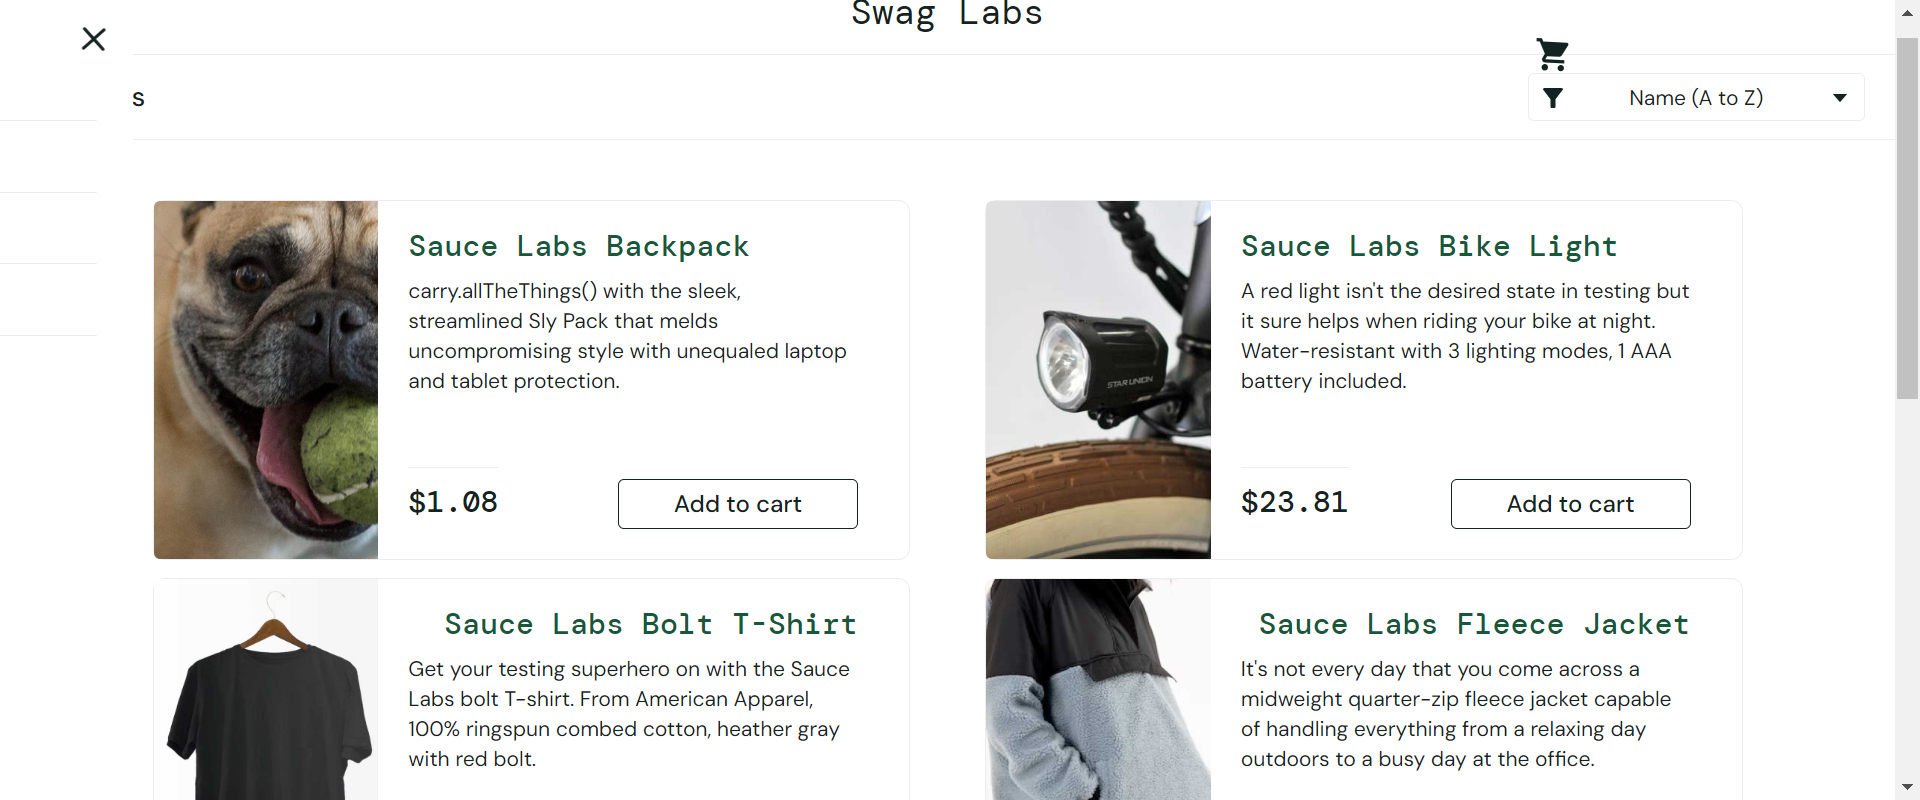 Swag Labs
s
Name (A to Z)
Sauce Labs Backpack
carry.allTheThings() with the sleek,
streamlined Sly Pack that melds
uncompromising style with unequaled laptop
and tablet protection.
$1.08
Add to cart
Sauce Labs Bike Light
A red light isn't the desired state in testing but
it sure helps when riding your bike at night.
Water-resistant with 3 lighting modes, 1 AAA
battery included.
STAR UNION
$23.81
Add to cart
Sauce Labs Bolt T-Shirt
Get your testing superhero on with the Sauce
Labs bolt T-shirt. From American Apparel,
100% ringspun combed cotton, heather gray
with red bolt.
Sauce Labs Fleece Jacket
It's not every day that you come across a
midweight quarter-zip fleece jacket capable
of handling everything from a relaxing day
outdoors to a busy day at the office.